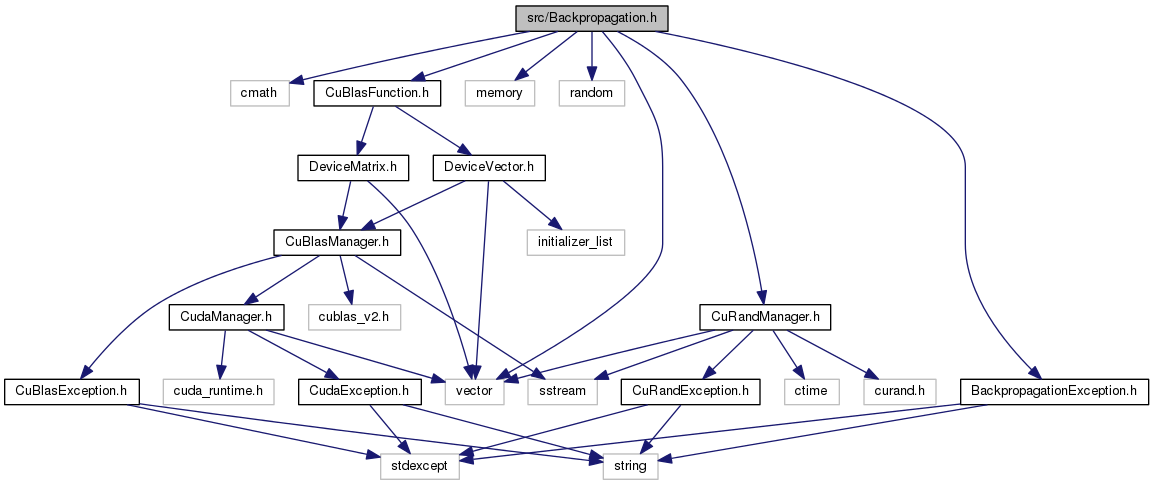 src/Backpropagation.h
cmath
CuBlasFunction.h
memory
random
DeviceMatrix.h
DeviceVector.h
CuBlasManager.h
initializer_list
CudaManager.h
cublas_v2.h
CuRandManager.h
CuBlasException.h
cuda_runtime.h
CudaException.h
vector
sstream
CuRandException.h
ctime
curand.h
BackpropagationException.h
stdexcept
string